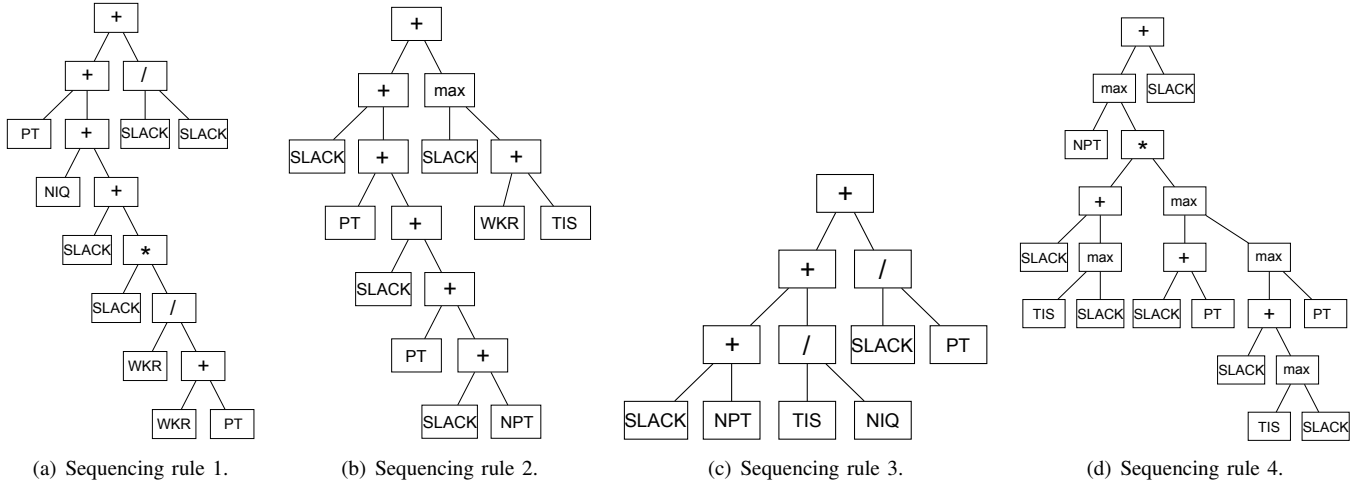 +
+ /
PT + SLACK SLACK
NIQ +
SLACK *
SLACK /
WKR +
WKR PT
(a) Sequencing rule 1.
+
+ max
SLACK + SLACK +
PT + WKR TIS
SLACK +
PT +
SLACK NPT
(b) Sequencing rule 2.
+
+ /
+ / SLACK PT
SLACK NPT TIS NIQ
(c) Sequencing rule 3.
+
max SLACK
NPT *
+ max
SLACK max + max
TIS SLACK SLACK PT + PT
SLACK max
TIS SLACK
(d) Sequencing rule 4.